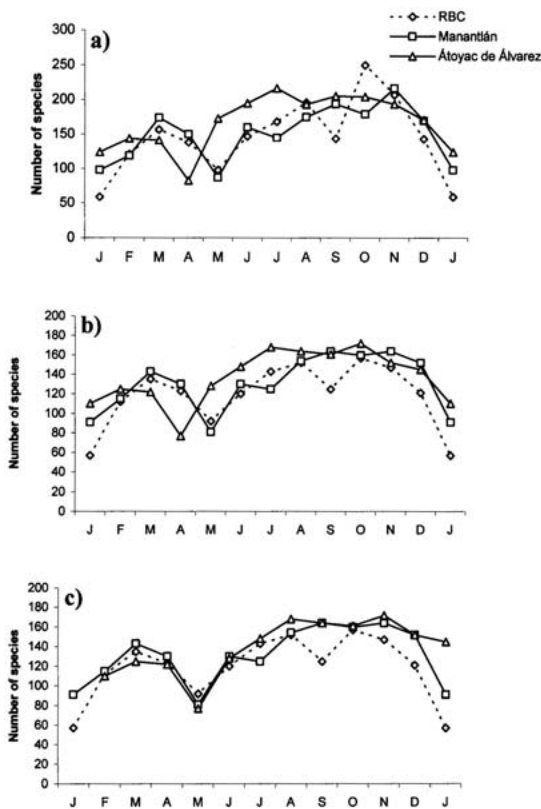 RBC
Manantlán
Átoyac de Álvarez
a)
Number of species
300
250
200
150
100
50
0
J F M A M J J A S O N D J
b)
Number of species
200
180
160
140
120
100
80
60
40
20
0
J F M A M J J A S O N D J
c)
Number of species
200
180
160
140
120
100
80
60
40
20
0
J F M A M J J A S O N D J